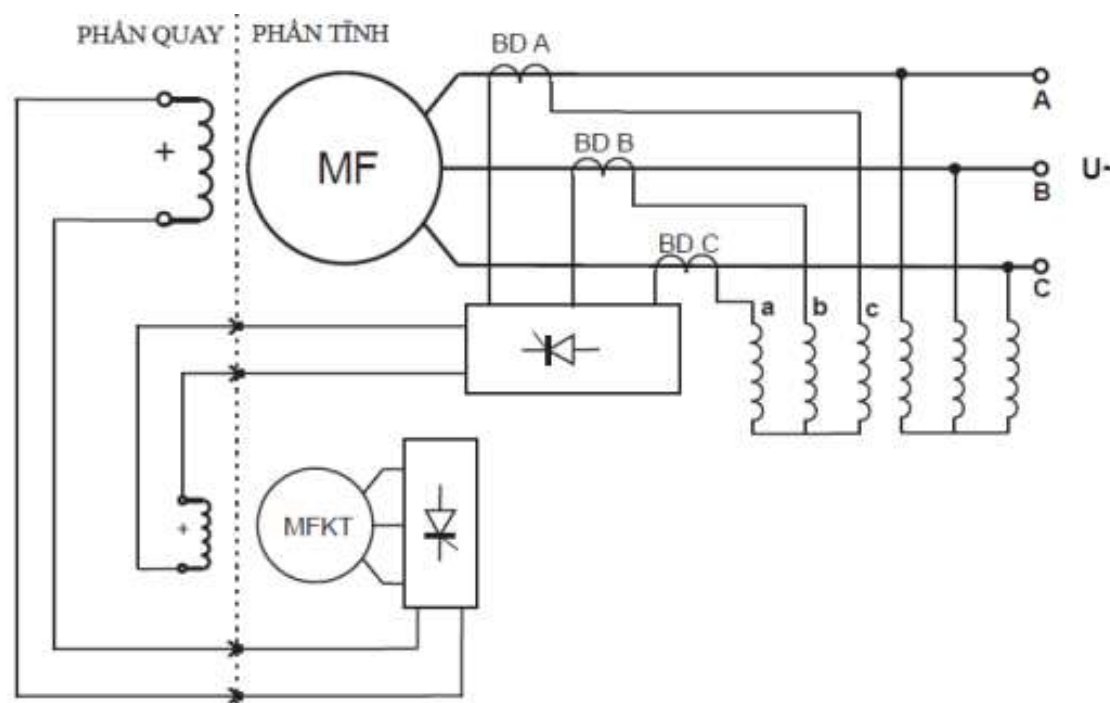 PHẦN QUAY
PHẦN TĨNH
BD A
A
MF
+
BD B
B
U~
BD C
C
a
b
c
+
MFKT